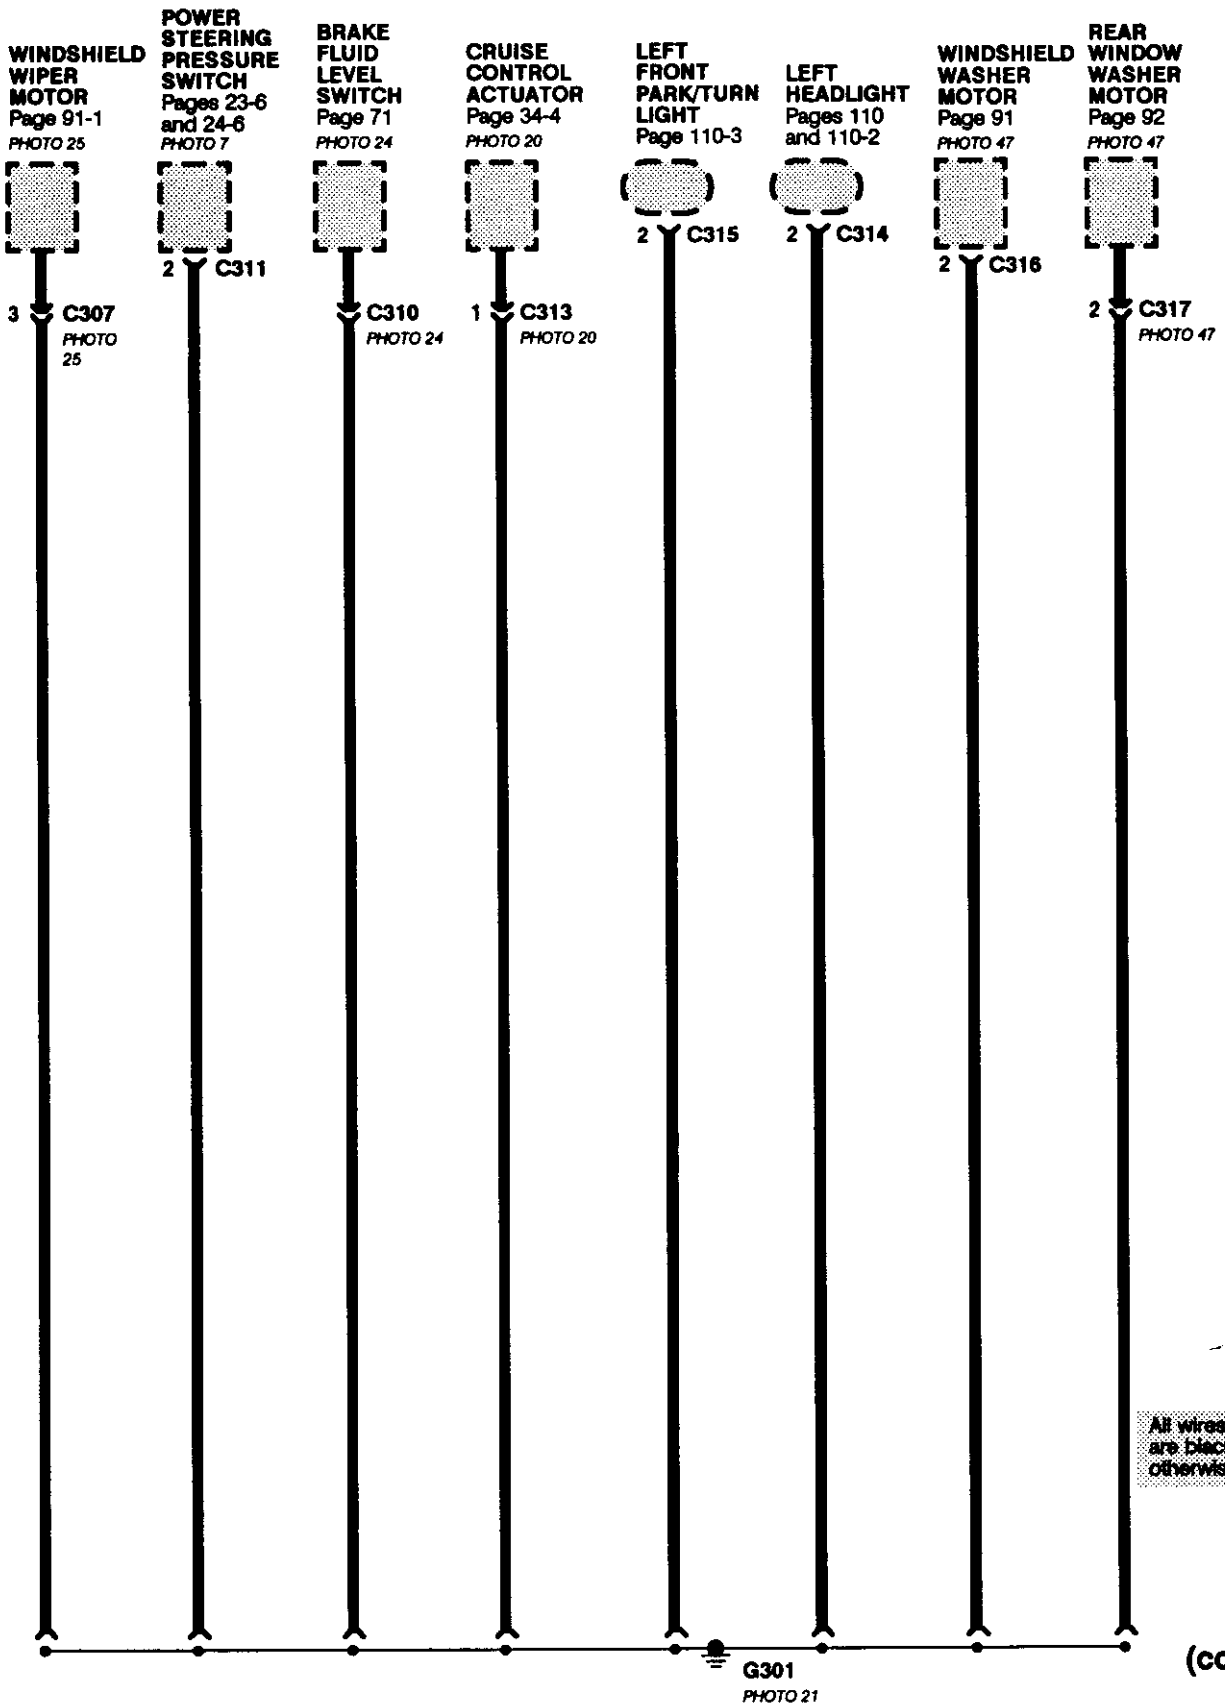 WINDSHIELD
WIPER
MOTOR
Page 91-1
PHOTO 25
POWER
STEERING
PRESSURE
SWITCH
Pages 23-6
and 24-6
PHOTO 7
BRAKE
FLUID
LEVEL
SWITCH
Page 71
PHOTO 24
CRUISE
CONTROL
ACTUATOR
Page 34-4
PHOTO 20
LEFT
FRONT
PARK/TURN
LIGHT
Page 110-3
LEFT
HEADLIGHT
Pages 110
and 110-2
WINDSHIELD
WASHER
MOTOR
Page 91
PHOTO 47
REAR
WINDOW
WASHER
MOTOR
Page 92
PHOTO 47
3 C307
PHOTO
25
2 C311
C310
PHOTO 24
1 C313
PHOTO 20
2 C315
2 C314
2 C316
2 C317
PHOTO 47
All wires
are blac
otherwis
G301
PHOTO 21
(co